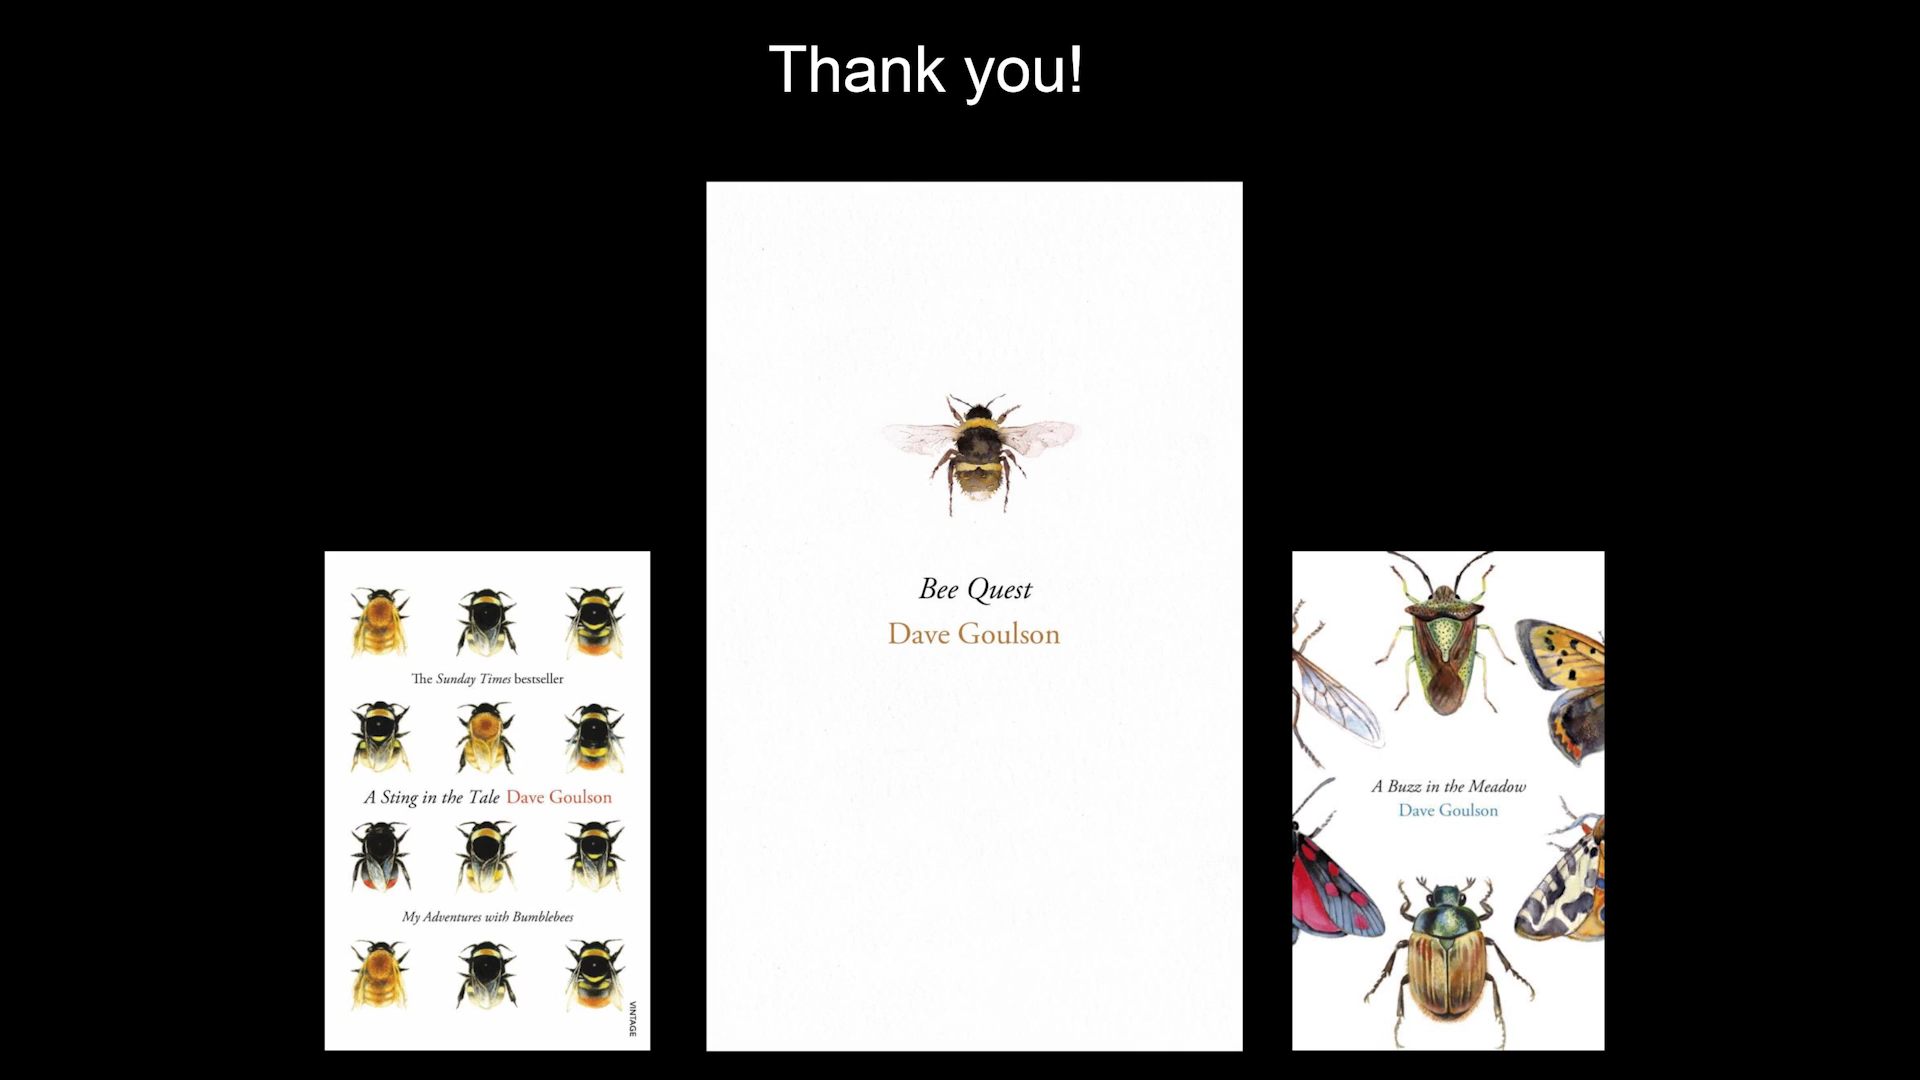 Thank you!
The Sunday Times bestseller
A Sting in the Tale Dave Goulson
My Adventures with Bumblebees
VINTAGE
Bee Quest
Dave Goulson
A Buzz in the Meadow
Dave Goulson